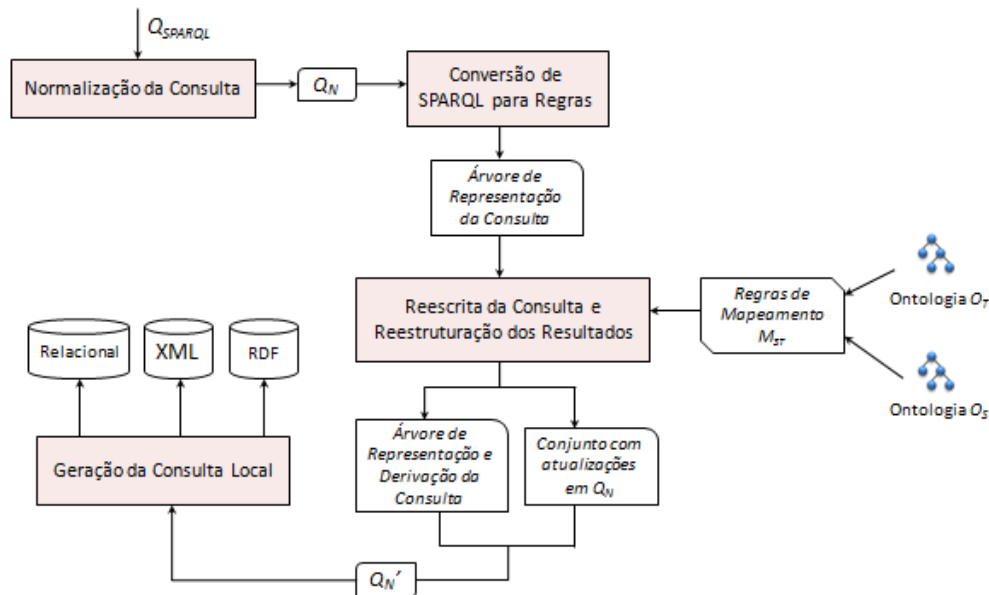 Q_SPARQL
Normalização da Consulta
Q_N
Conversão de
SPARQL para Regras
Árvore de
Representação
da Consulta
Reescrita da Consulta e
Reestruturação dos Resultados
Regras de
Mapeamento
M_ST
Ontologia O_T
Ontologia O_S
Relacional
XML
RDF
Geração da Consulta Local
Árvore de
Representação e
Derivação da
Consulta
Conjunto com
atualizações
em Q_N
Q_N´